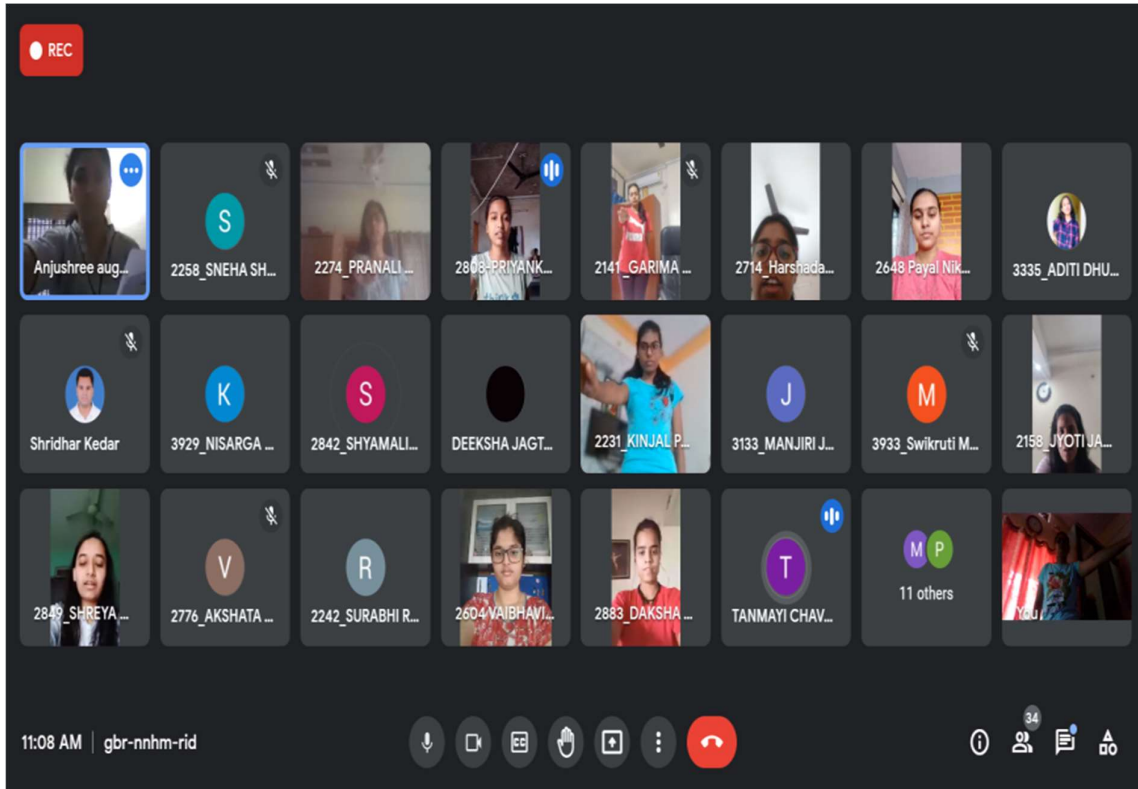 REC
Anjushree aug...
S
2258_SNEHA SH...
2274_PRANALI ...
2808-PRIYANK...
2141_GARIMA ...
2714_Harshada...
2648 Payal Nik...
3335_ADITI DHU...
Shridhar Kedar
K
3929_NISARGA ...
S
2842_SHYAMALI...
DEEKSHA JAGT...
2231_KINJAL P...
J
3133_MANJIRI J...
M
3933_Swikruti M...
2158_JYOTI JA...
2849_SHREYA ...
V
2776_AKSHATA ...
R
2242_SURABHI R...
2604 VAIBHAVI...
2883_DAKSHA ...
T
TANMAYI CHAV...
M P
11 others
You
11:08 AM | gbr-nnhm-rid
CC
34